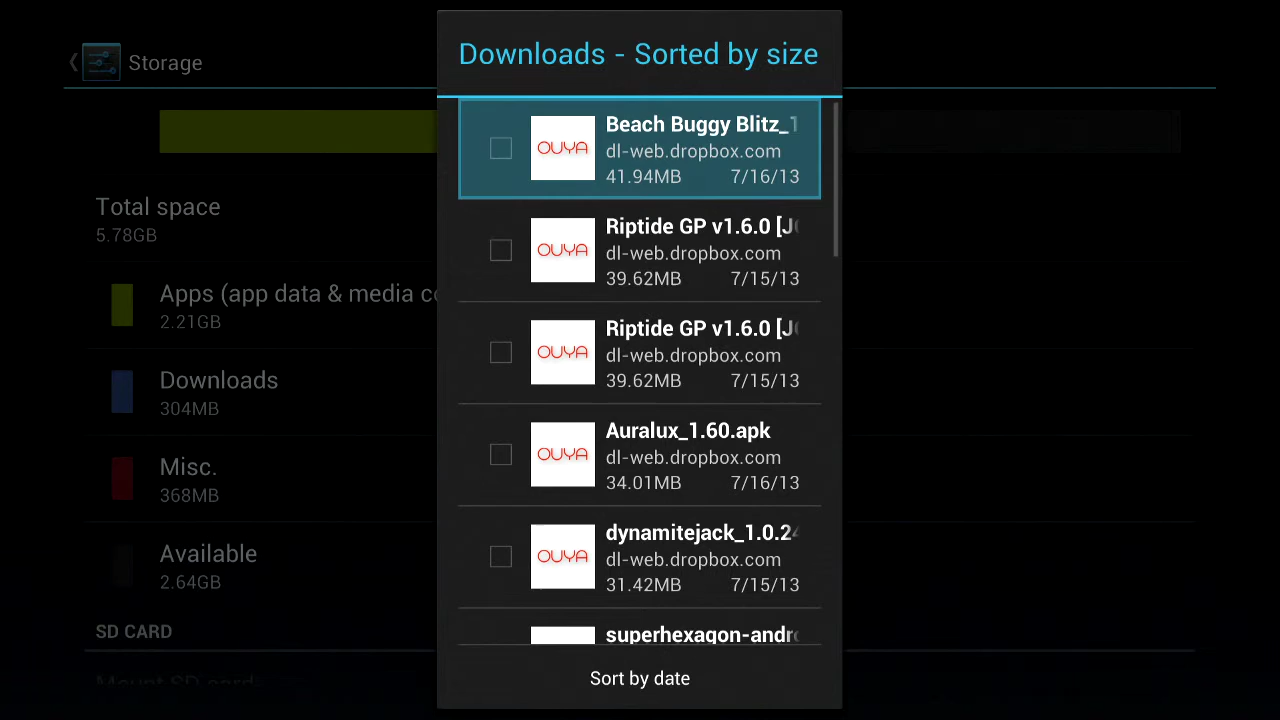 Storage
Total space
5.78GB
Apps (app data & media
2.21GB
Downloads
304MB
Misc.
368MB
Available
2.64GB
SD CARD
Mount SD card
Downloads - Sorted by size
OUYA
Beach Buggy Blitz_1
dl-web.dropbox.com
41.94MB 7/16/13
OUYA
Riptide GP v1.6.0 [J
dl-web.dropbox.com
39.62MB 7/15/13
OUYA
Riptide GP v1.6.0 [J
dl-web.dropbox.com
39.62MB 7/15/13
OUYA
Auralux_1.60.apk
dl-web.dropbox.com
34.01MB 7/16/13
OUYA
dynamitejack_1.0.24
dl-web.dropbox.com
31.42MB 7/15/13
superhexagon-andr
Sort by date